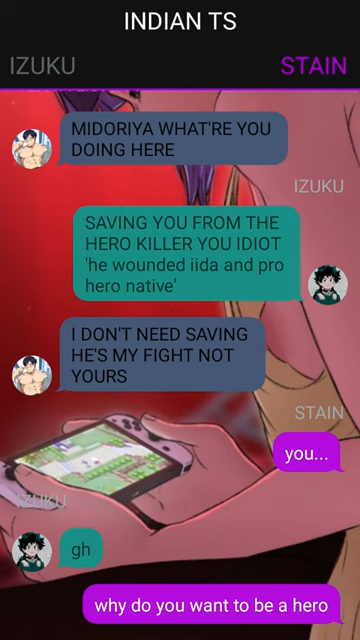 INDIAN TS
IZUKU
STAIN
MIDORIYA WHAT'RE YOU
DOING HERE
IZUKU
SAVING YOU FROM THE
HERO KILLER YOU IDIOT
'he wounded iida and pro
hero native'
I DON'T NEED SAVING
HE'S MY FIGHT NOT
YOURS
STAIN
you...
IZUKU
gh
why do you want to be a hero